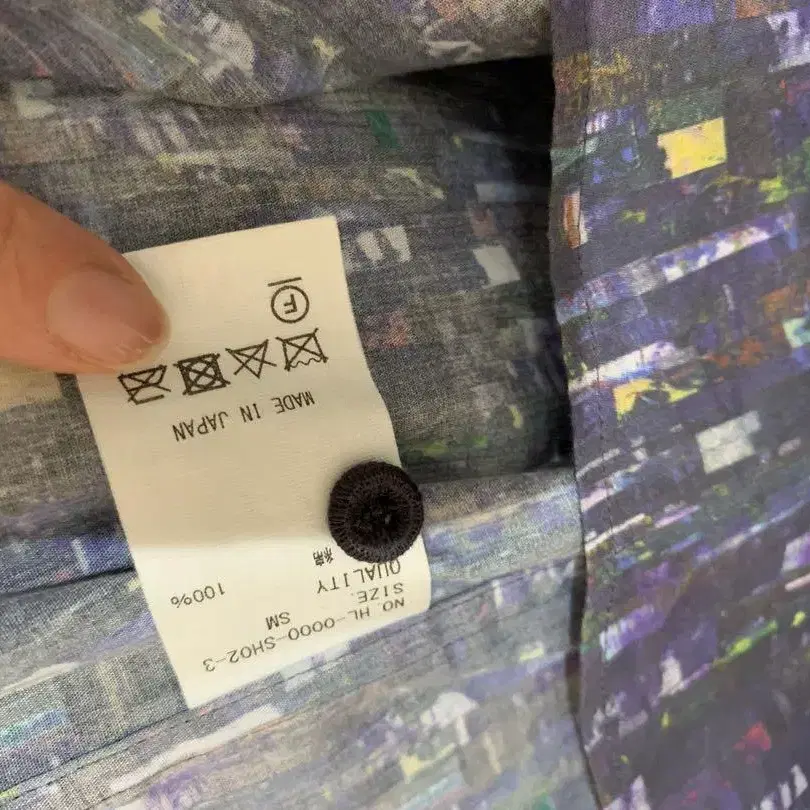 NO. HL-0000-SH02-3
SIZE. SM
QUALITY
綿 100%
MADE IN JAPAN
F